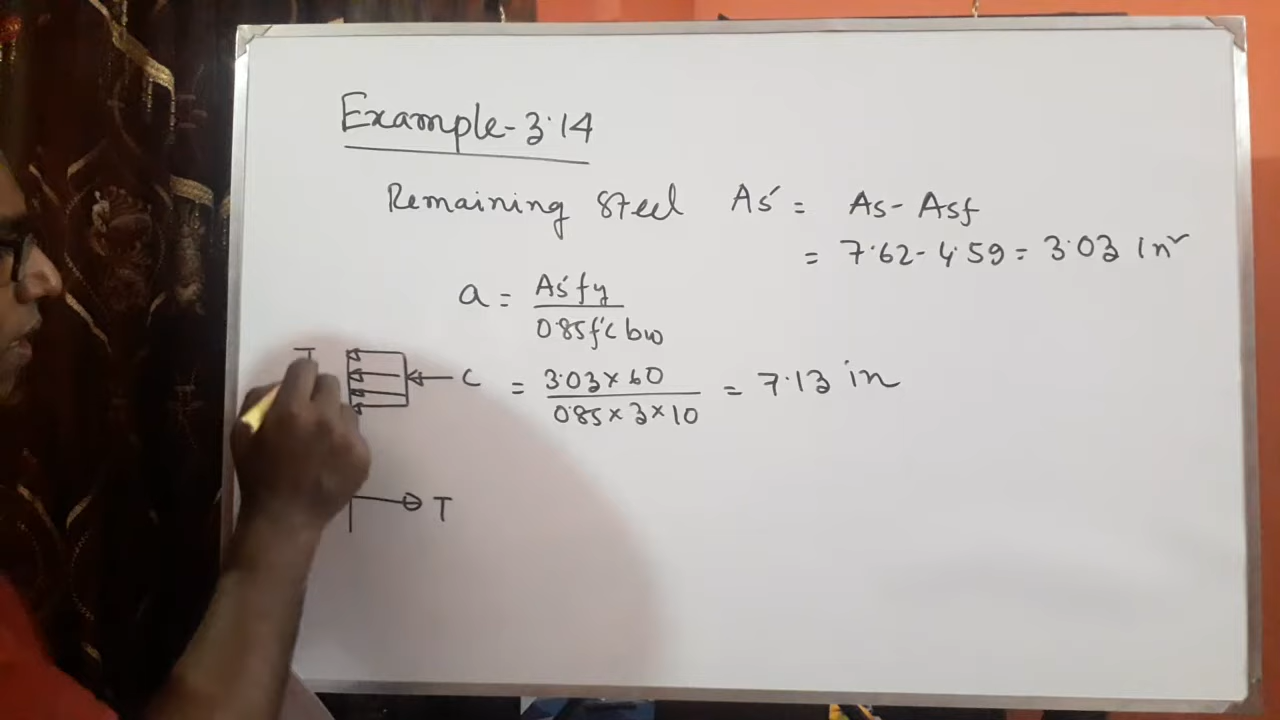 Example-3.14
Remaining steel As' = As - Asf
= 7.62 - 4.59 = 3.03 in²
a = As'fy / 0.85f'c bw
C = 3.03 × 60 / 0.85 × 3 × 10 = 7.13 in
T